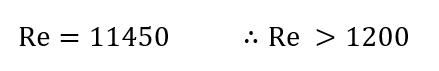 Re = 11450 ∴ Re > 1200